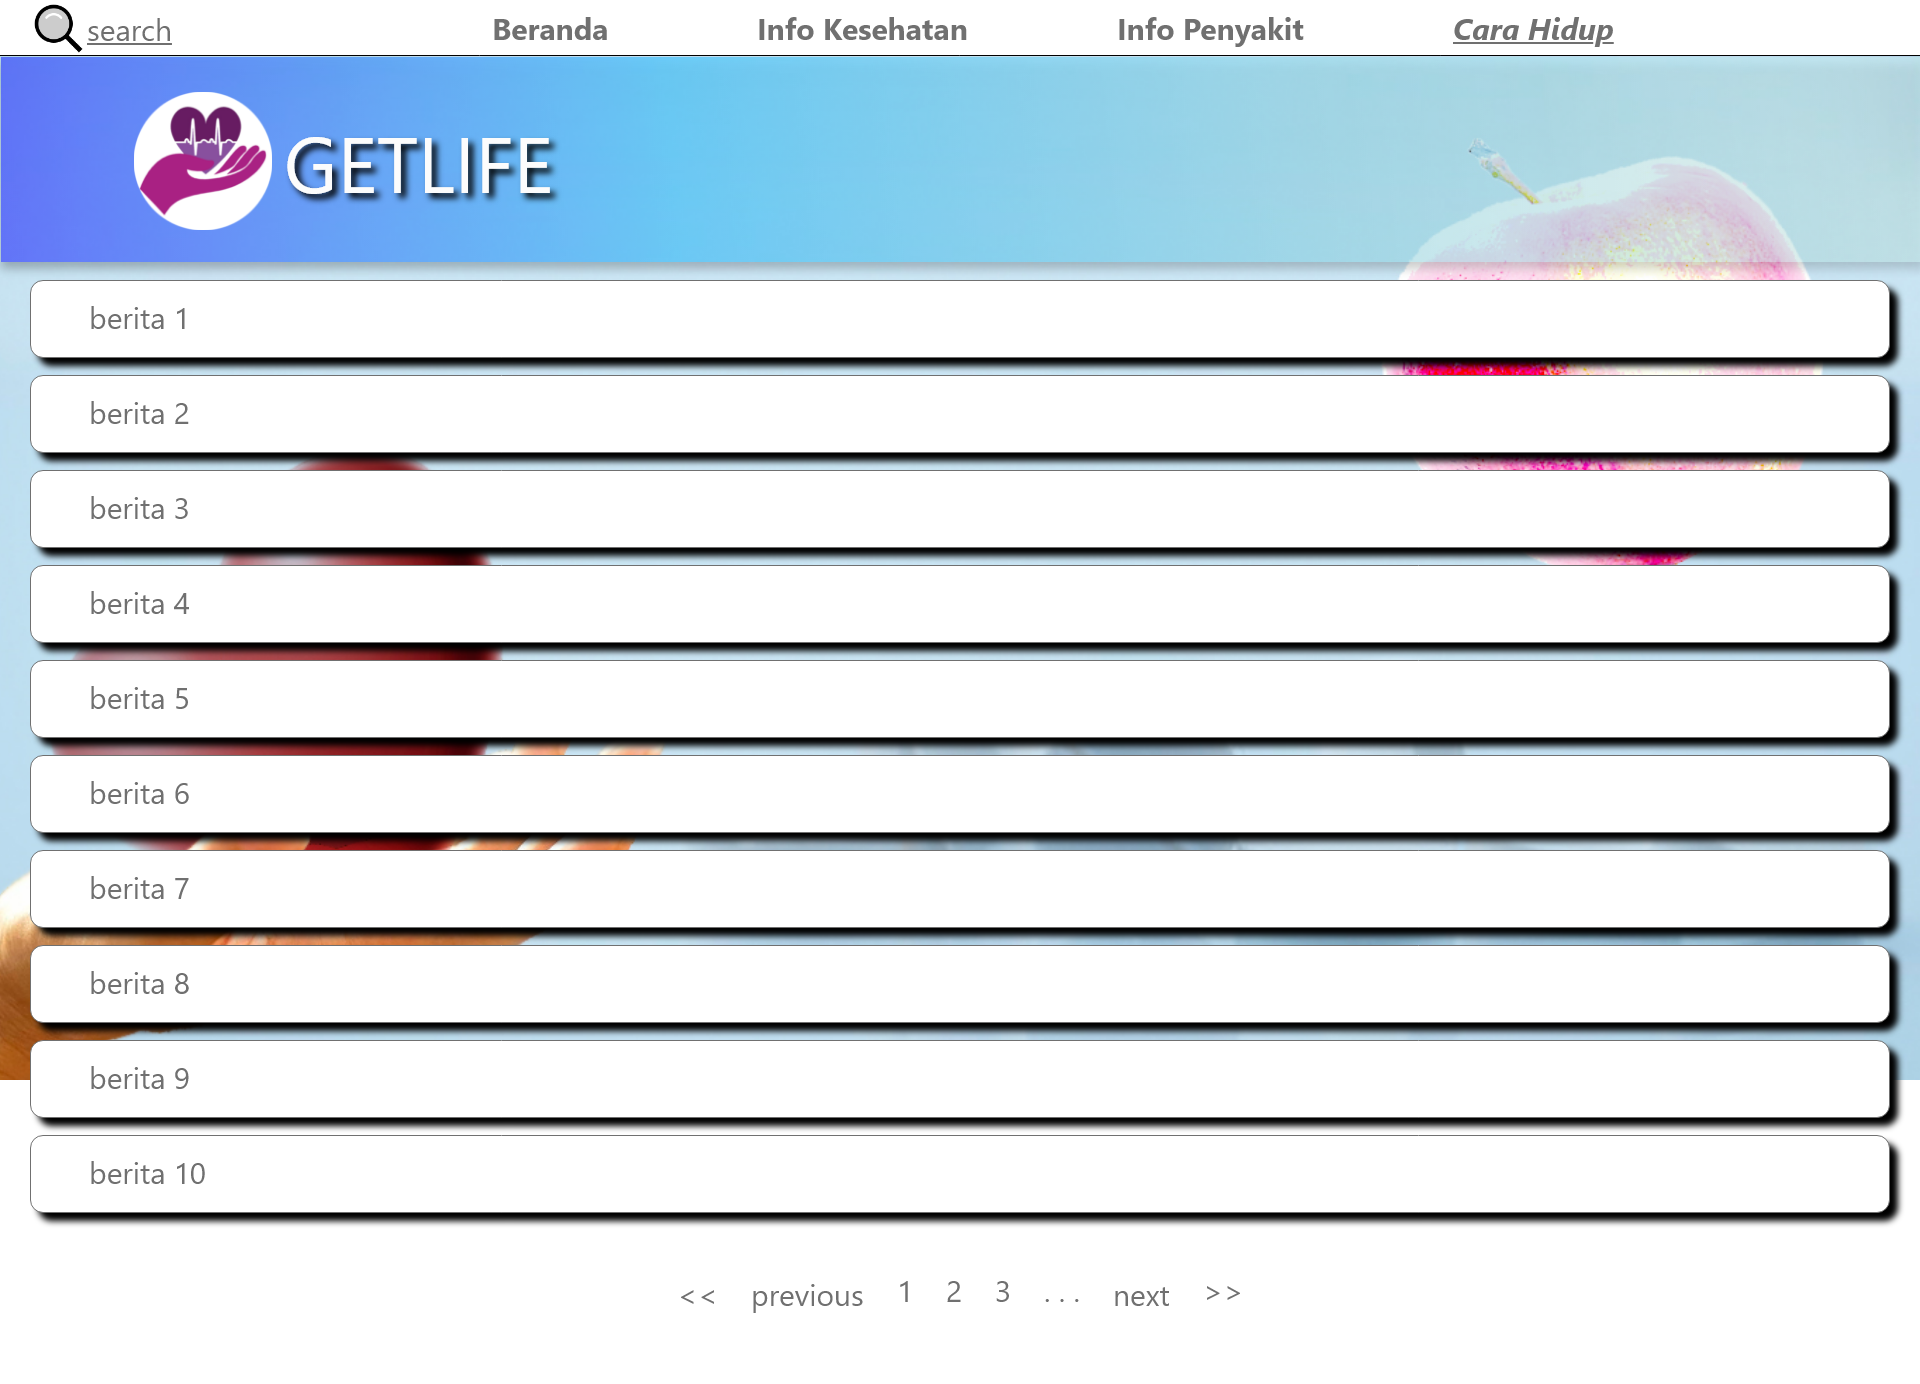 search Beranda Info Kesehatan Info Penyakit Cara Hidup
GETLIFE
berita 1
berita 2
berita 3
berita 4
berita 5
berita 6
berita 7
berita 8
berita 9
berita 10
<< previous 1 2 3 . . . next >>